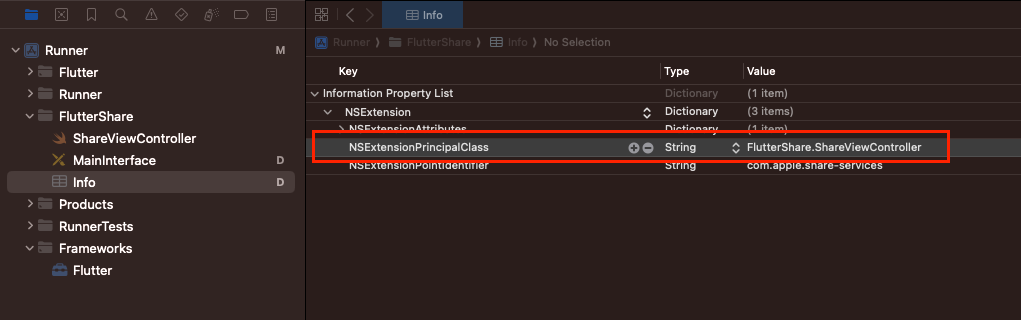 Info
Runner
M
Runner
FlutterShare
Info
No Selection
Flutter
Runner
FlutterShare
ShareViewController
MainInterface
D
Info
D
Products
RunnerTests
Frameworks
Flutter
Key Type Value
Information Property List Dictionary (1 item)
NSExtension Dictionary (3 items)
NSExtensionAttributes Dictionary (1 item)
NSExtensionPrincipalClass String FlutterShare.ShareViewController
NSExtensionPointIdentifier String com.apple.share-services